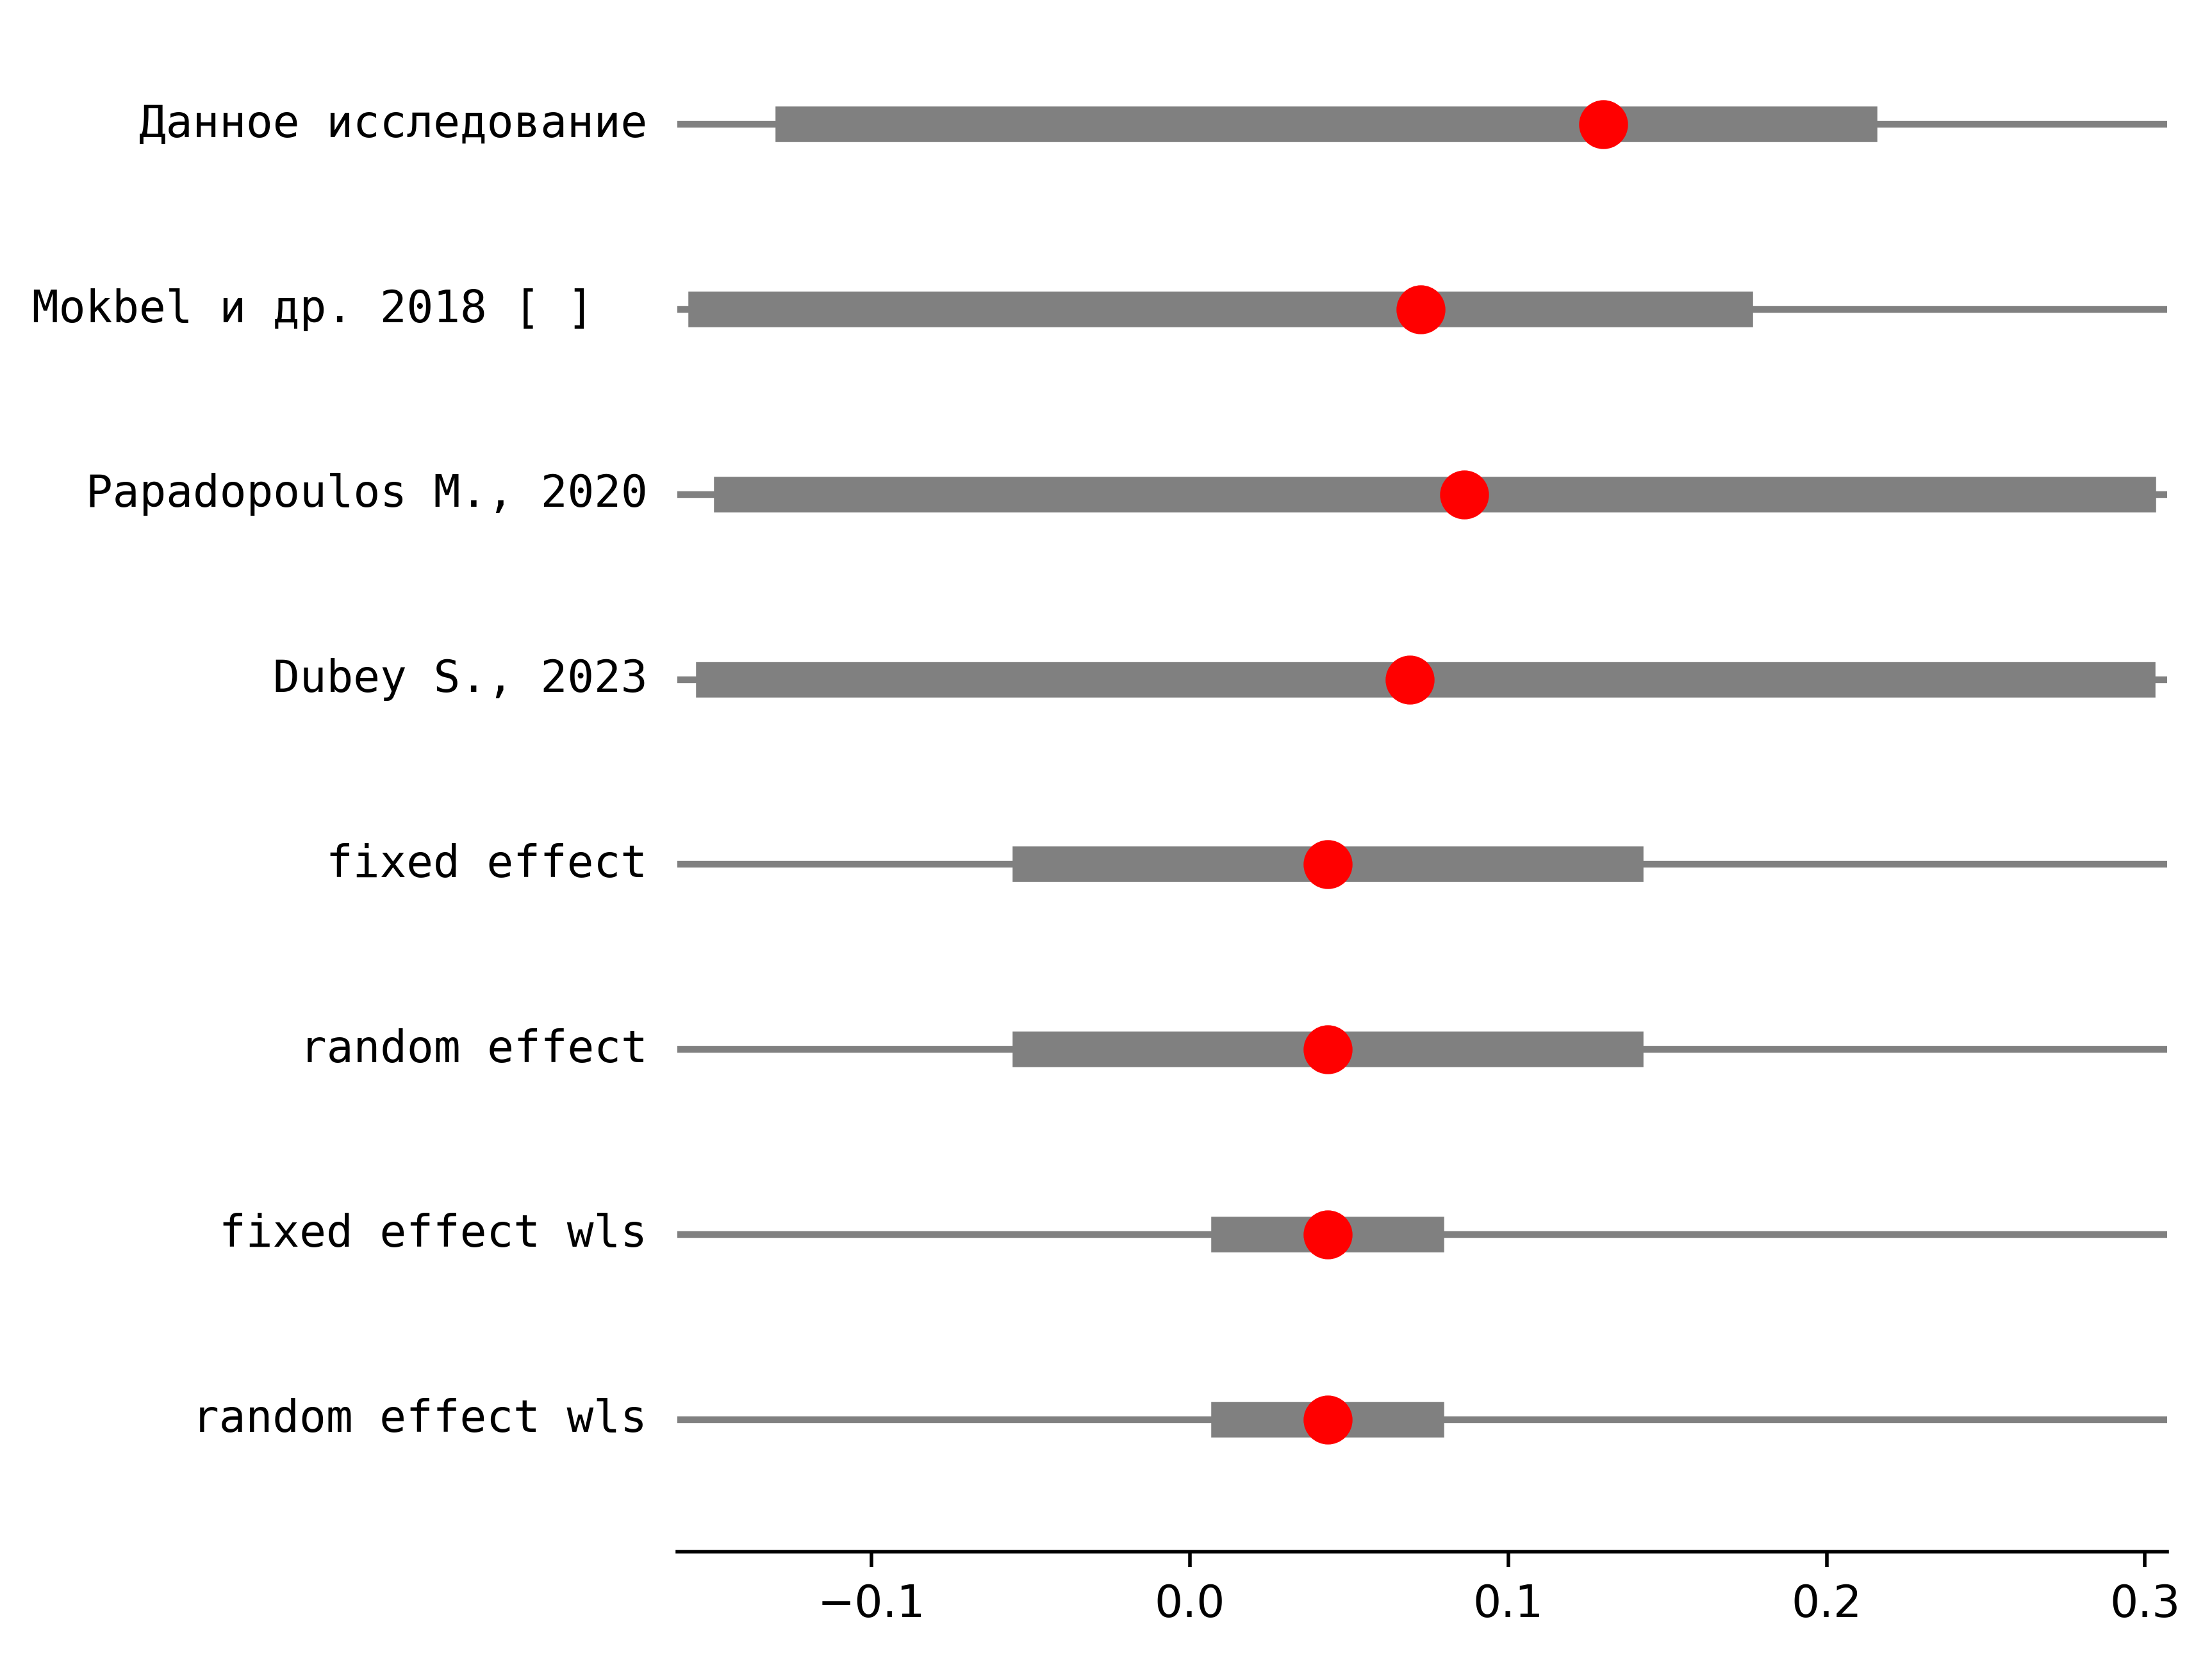 Данное исследование
Mokbel и др. 2018 [ ]
Papadopoulos M., 2020
Dubey S., 2023
fixed effect
random effect
fixed effect wls
random effect wls
−0.1 0.0 0.1 0.2 0.3